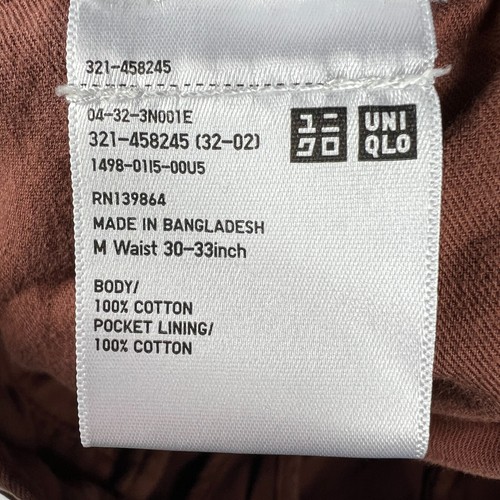 321-458245
04-32-3N001E
321-458245 (32-02)
1498-0115-00U5
ユニ
クロ
UNI
QLO
RN139864
MADE IN BANGLADESH
M Waist 30-33inch
BODY/
100% COTTON
POCKET LINING/
100% COTTON